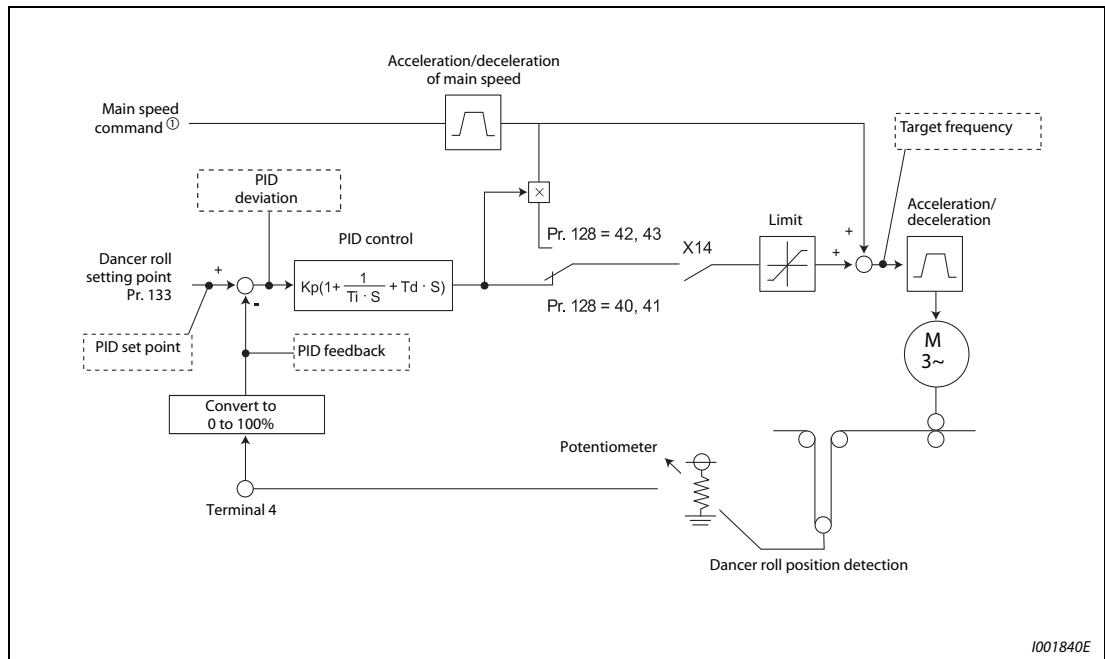 Acceleration/deceleration
of main speed
Main speed
command ①
Target frequency
PID
deviation
Acceleration/
deceleration
Limit
PID control
Pr. 128 = 42, 43
X14
+
+
Dancer roll
setting point
Pr. 133
+
-
Kp(1+ 1/(Ti · S) + Td · S)
×
Pr. 128 = 40, 41
PID set point
PID feedback
M
3~
Convert to
0 to 100%
Potentiometer
Terminal 4
Dancer roll position detection
I001840E